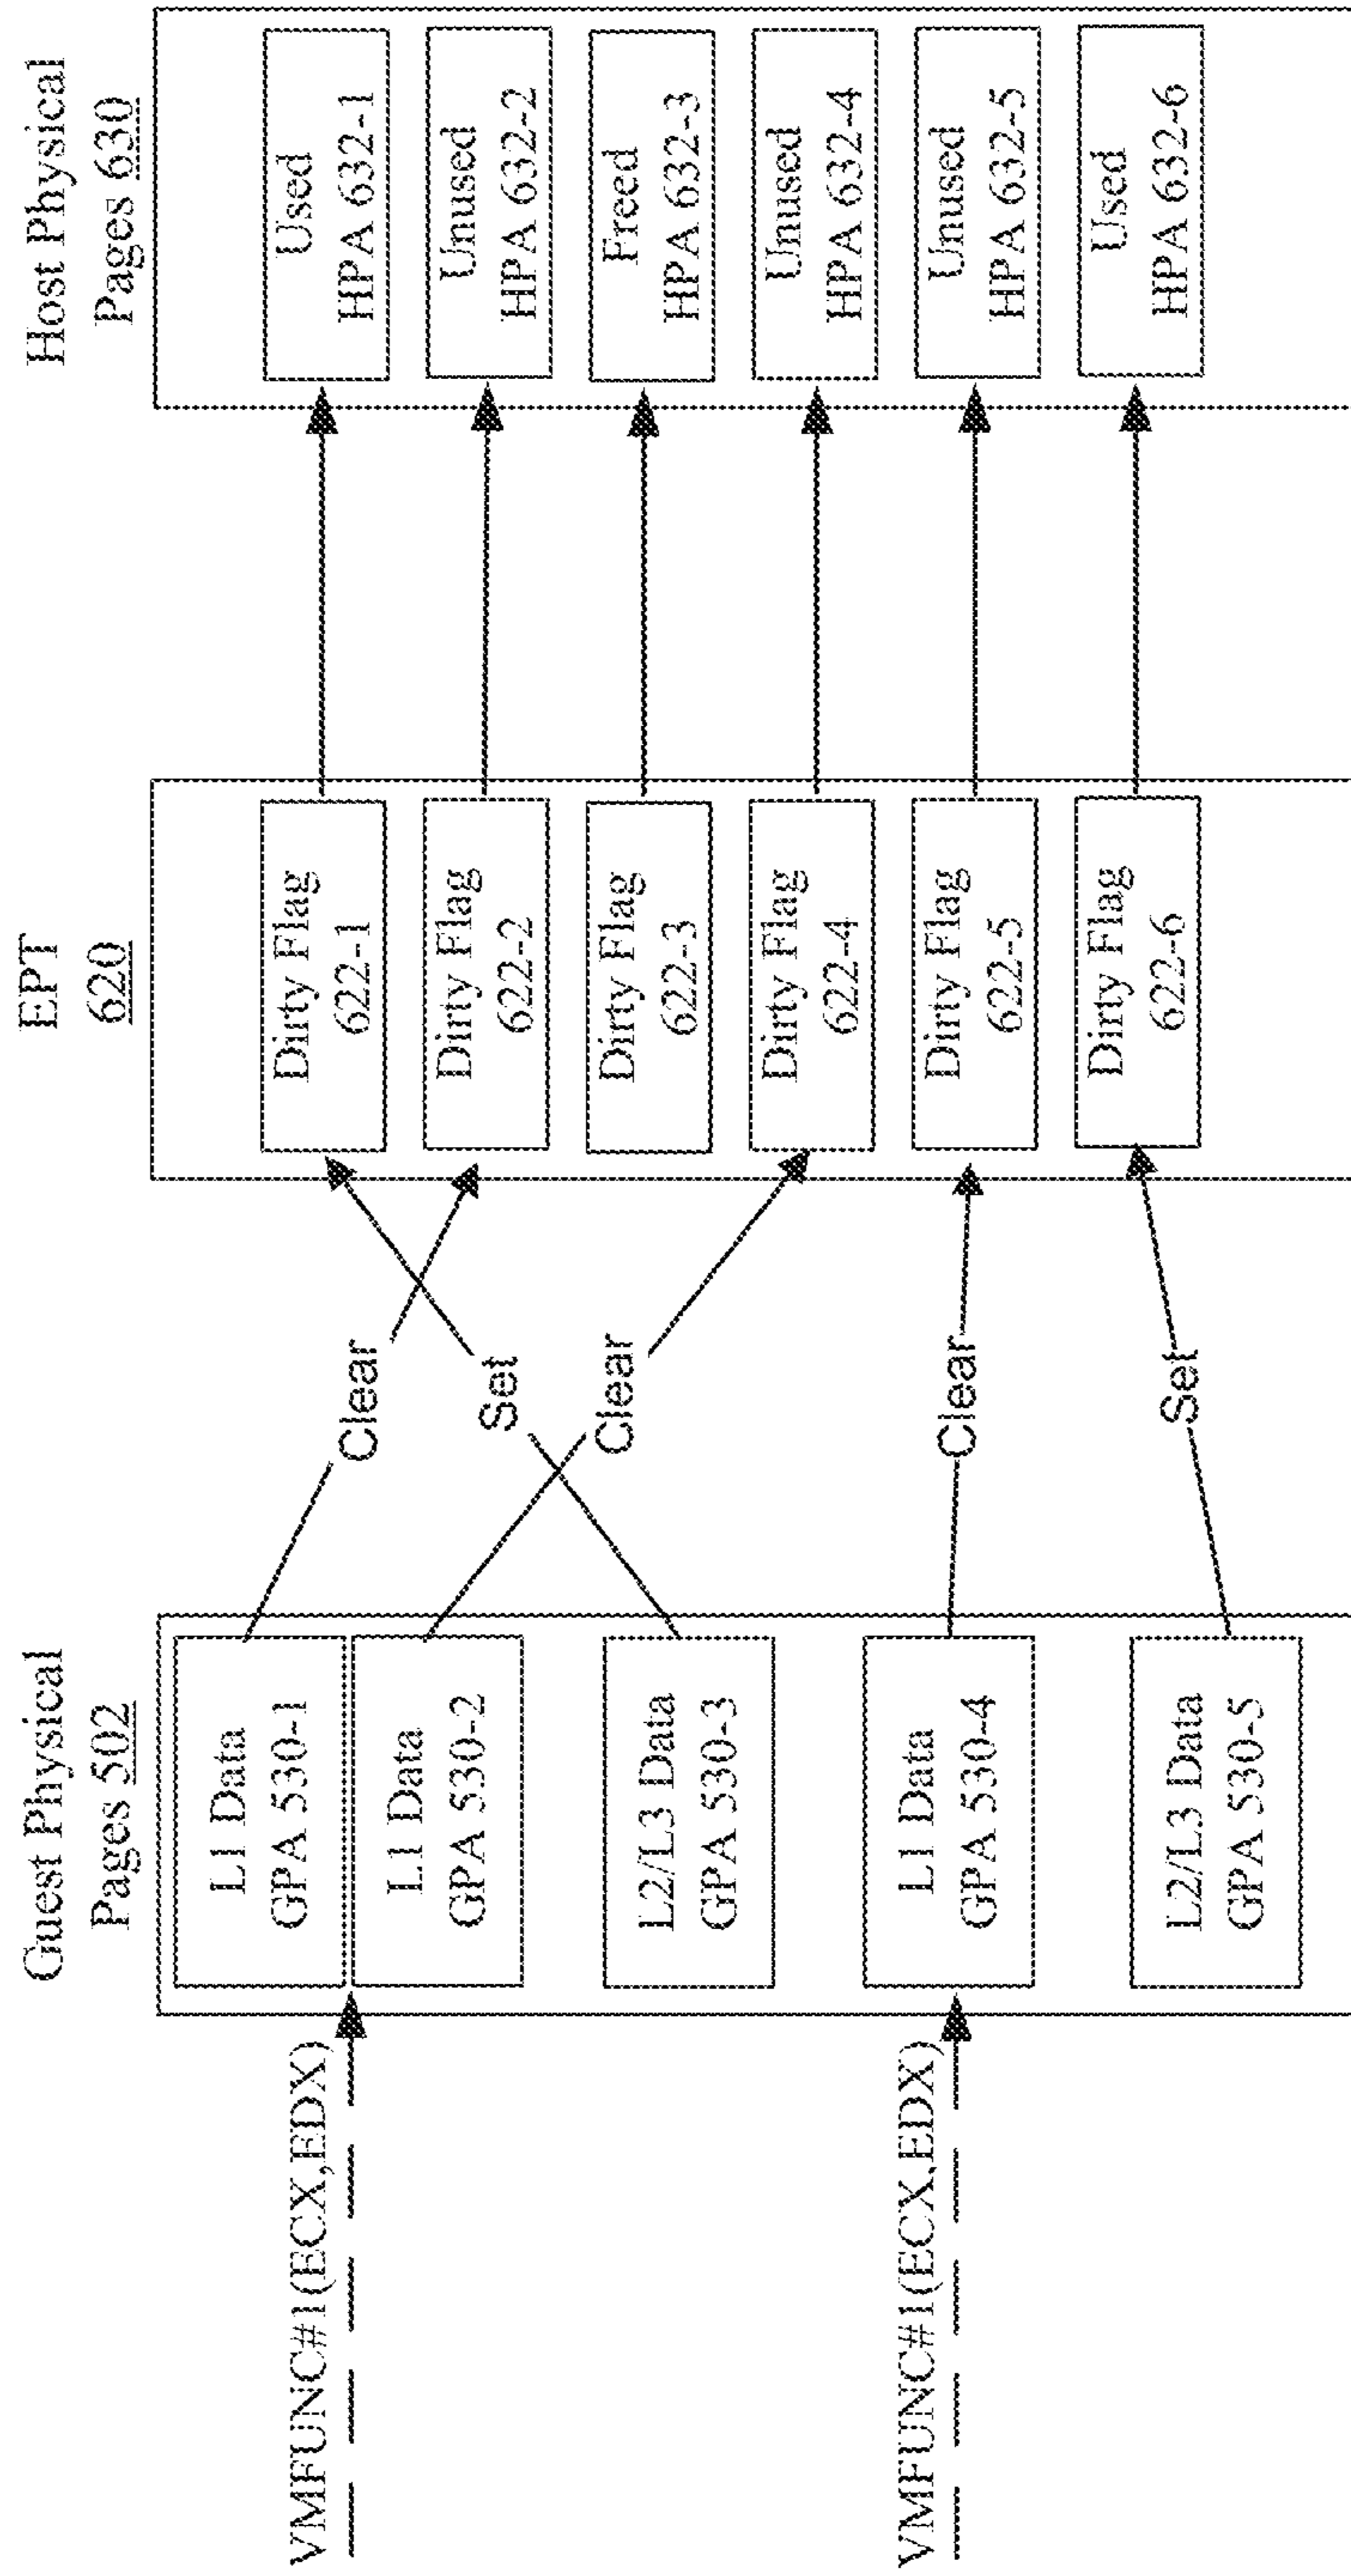 Guest Physical
Pages 502
L1 Data
GPA 530-1
L1 Data
GPA 530-2
L2/L3 Data
GPA 530-3
L1 Data
GPA 530-4
L2/L3 Data
GPA 530-5
VMFUNC#1(ECX,EDX)
VMFUNC#1(ECX,EDX)
Clear
Set
Clear
Clear
Set
EPT
620
Dirty Flag
622-1
Dirty Flag
622-2
Dirty Flag
622-3
Dirty Flag
622-4
Dirty Flag
622-5
Dirty Flag
622-6
Host Physical
Pages 630
Used
HPA 632-1
Unused
HPA 632-2
Freed
HPA 632-3
Unused
HPA 632-4
Unused
HPA 632-5
Used
HPA 632-6